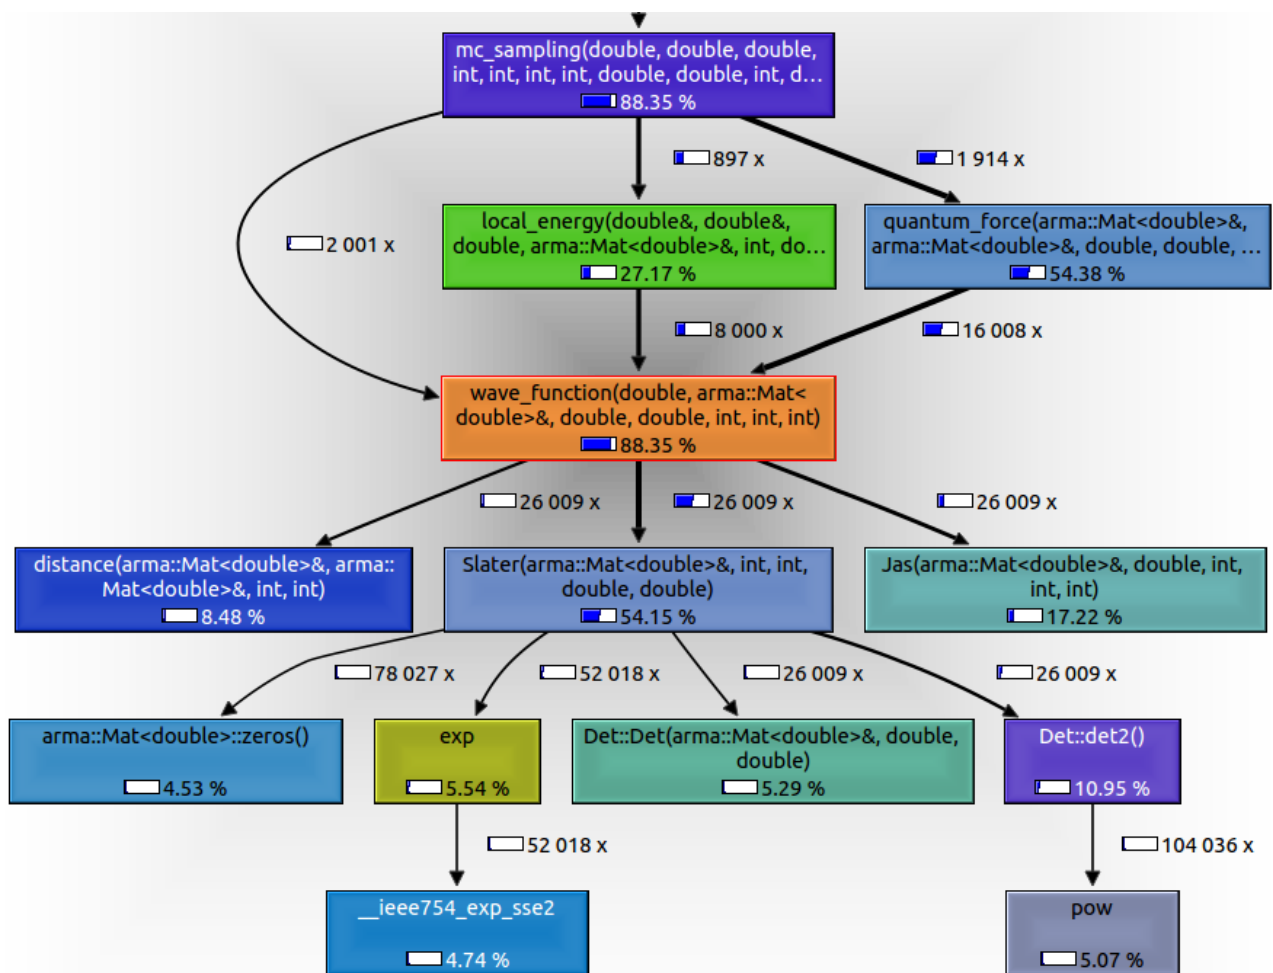 mc_sampling(double, double, double,
int, int, int, int, double, double, int, d...
88.35 %
897 x
1 914 x
2 001 x
local_energy(double&, double&,
double, arma::Mat<double>&, int, do...
27.17 %
quantum_force(arma::Mat<double>&,
arma::Mat<double>&, double, double, ...
54.38 %
8 000 x
16 008 x
wave_function(double, arma::Mat<
double>&, double, double, int, int, int)
88.35 %
26 009 x
26 009 x
26 009 x
distance(arma::Mat<double>&, arma::
Mat<double>&, int, int)
8.48 %
Slater(arma::Mat<double>&, int, int,
double, double)
54.15 %
Jas(arma::Mat<double>&, double, int,
int, int)
17.22 %
78 027 x
52 018 x
26 009 x
26 009 x
arma::Mat<double>::zeros()
4.53 %
exp
5.54 %
Det::Det(arma::Mat<double>&, double,
double)
5.29 %
Det::det2()
10.95 %
52 018 x
104 036 x
__ieee754_exp_sse2
4.74 %
pow
5.07 %